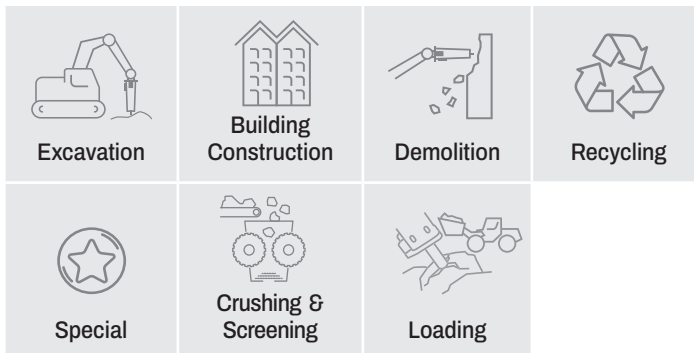 Excavation
Building
Construction
Demolition
Recycling
Special
Crushing &
Screening
Loading